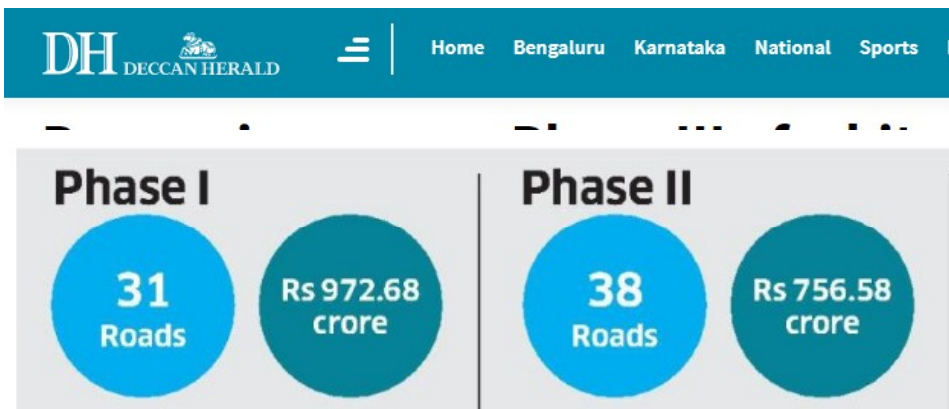 DH DECCAN HERALD Home Bengaluru Karnataka National Sports
Phase I
31
Roads
Rs 972.68
crore
Phase II
38
Roads
Rs 756.58
crore